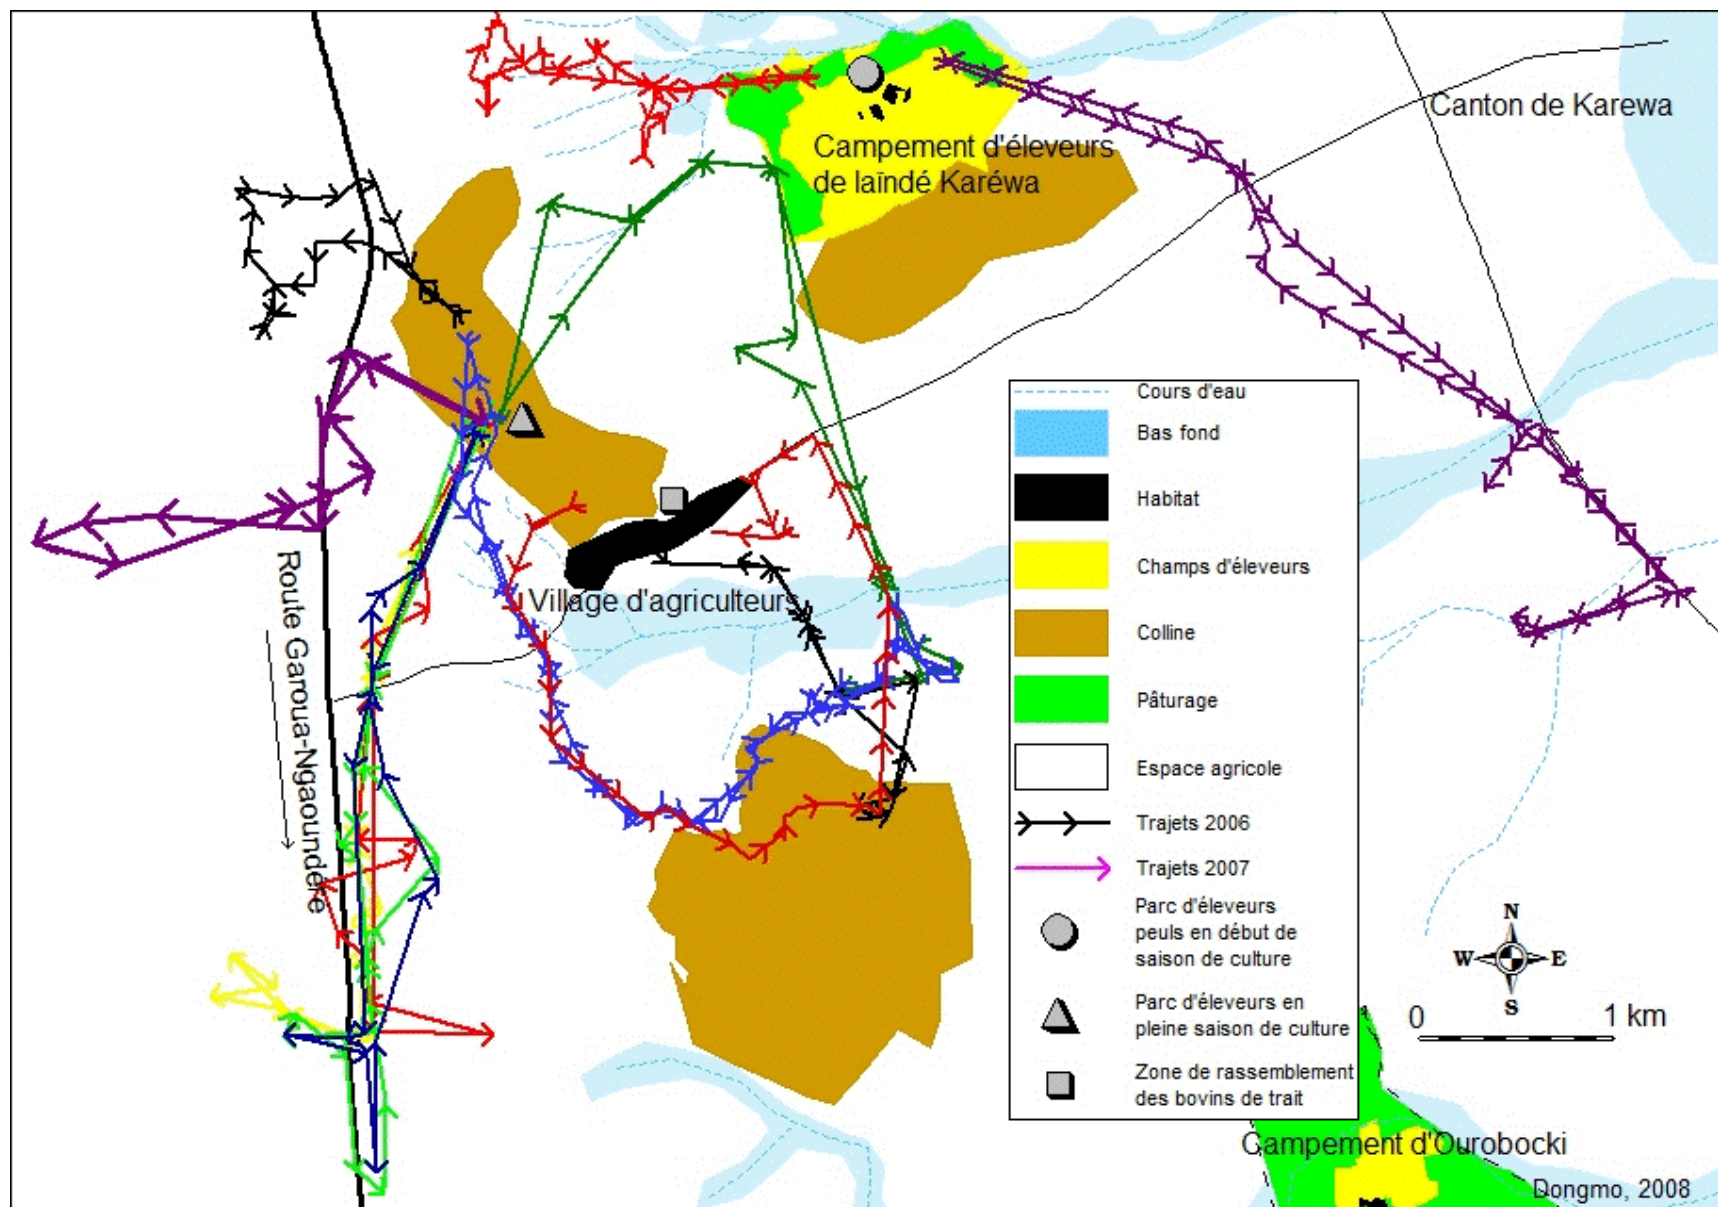 Canton de Karewa
Campement d'éleveurs
de laïndé Karéwa
Village d'agriculteurs
Route Garoua-Ngaoundéré
Cours d'eau
Bas fond
Habitat
Champs d'éleveurs
Colline
Pâturage
Espace agricole
Trajets 2006
Trajets 2007
Parc d'éleveurs
peuls en début de
saison de culture
Parc d'éleveurs en
pleine saison de culture
Zone de rassemblement
des bovins de trait
N
W E
S
0 1 km
Campement d'Ourobocki
Dongmo, 2008